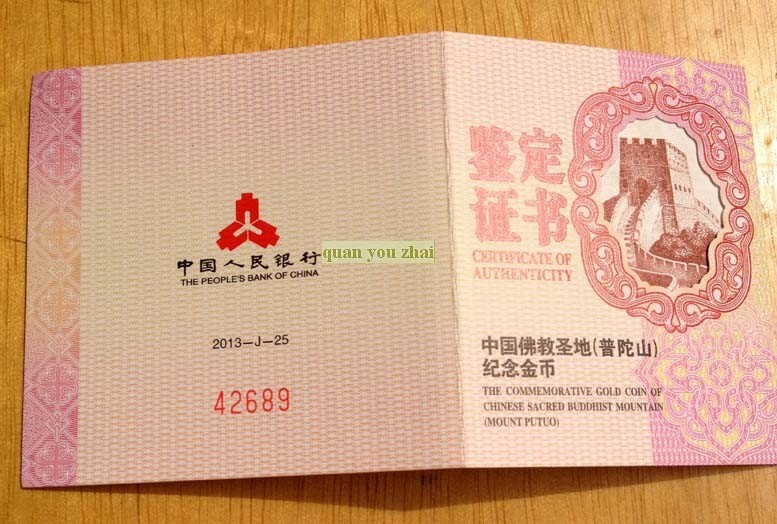 中国人民银行
THE PEOPLE'S BANK OF CHINA
2013—J—25
42689
quan you zhai
鉴定
证书
CERTIFICATE OF
AUTHENTICITY
中国佛教圣地(普陀山)
纪念金币
THE COMMEMORATIVE GOLD COIN OF
CHINESE SACRED BUDDHIST MOUNTAIN
(MOUNT PUTUO)